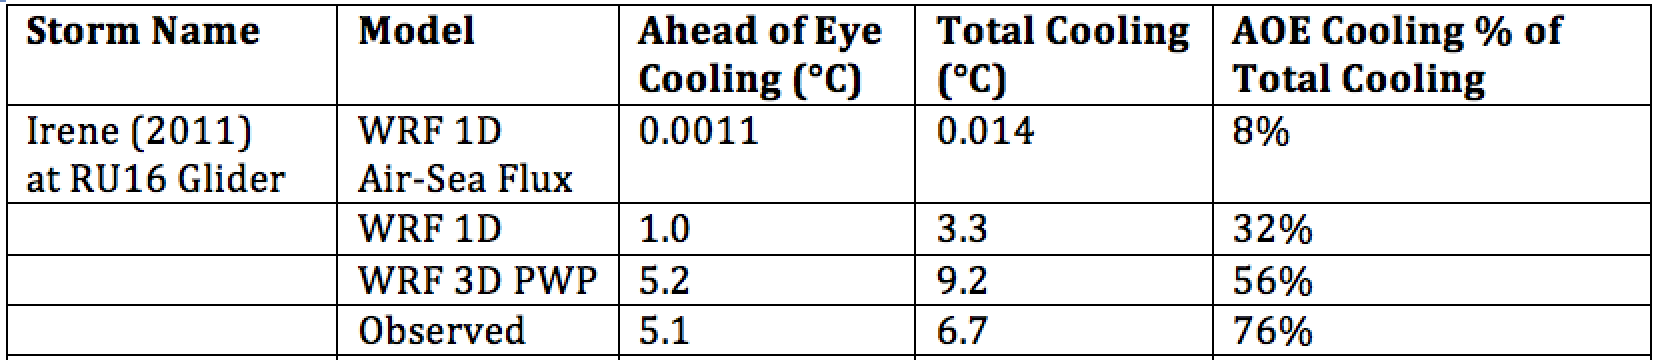 Storm Name Model Ahead of Eye Total Cooling AOE Cooling % of
Cooling (°C) (°C) Total Cooling
Irene (2011) WRF 1D 0.0011 0.014 8%
at RU16 Glider Air-Sea Flux
WRF 1D 1.0 3.3 32%
WRF 3D PWP 5.2 9.2 56%
Observed 5.1 6.7 76%